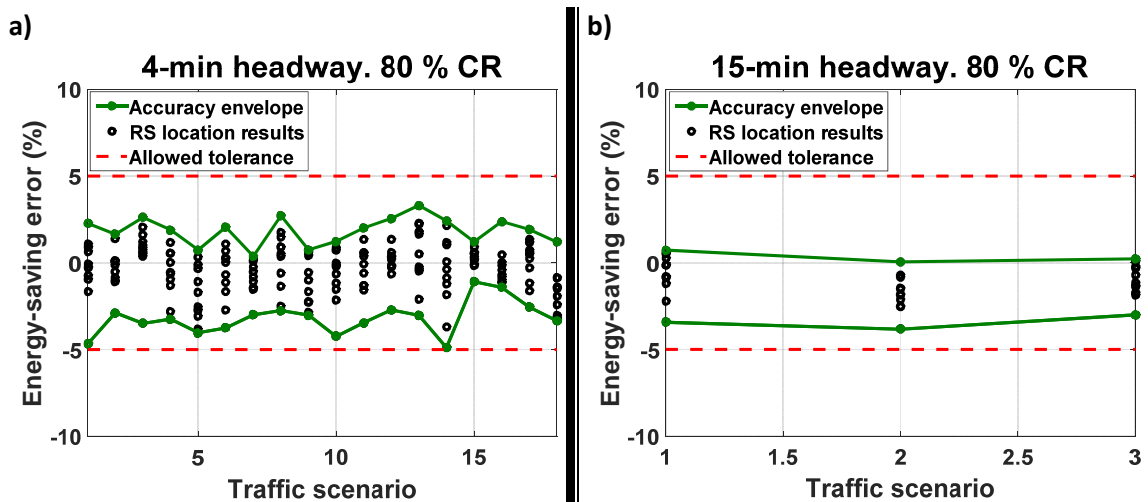 a)
4-min headway. 80 % CR
Accuracy envelope
RS location results
Allowed tolerance
Energy-saving error (%)
10
5
0
-5
-10
5
10
15
Traffic scenario
b)
15-min headway. 80 % CR
Accuracy envelope
RS location results
Allowed tolerance
Energy-saving error (%)
10
5
0
-5
-10
1
1.5
2
2.5
3
Traffic scenario